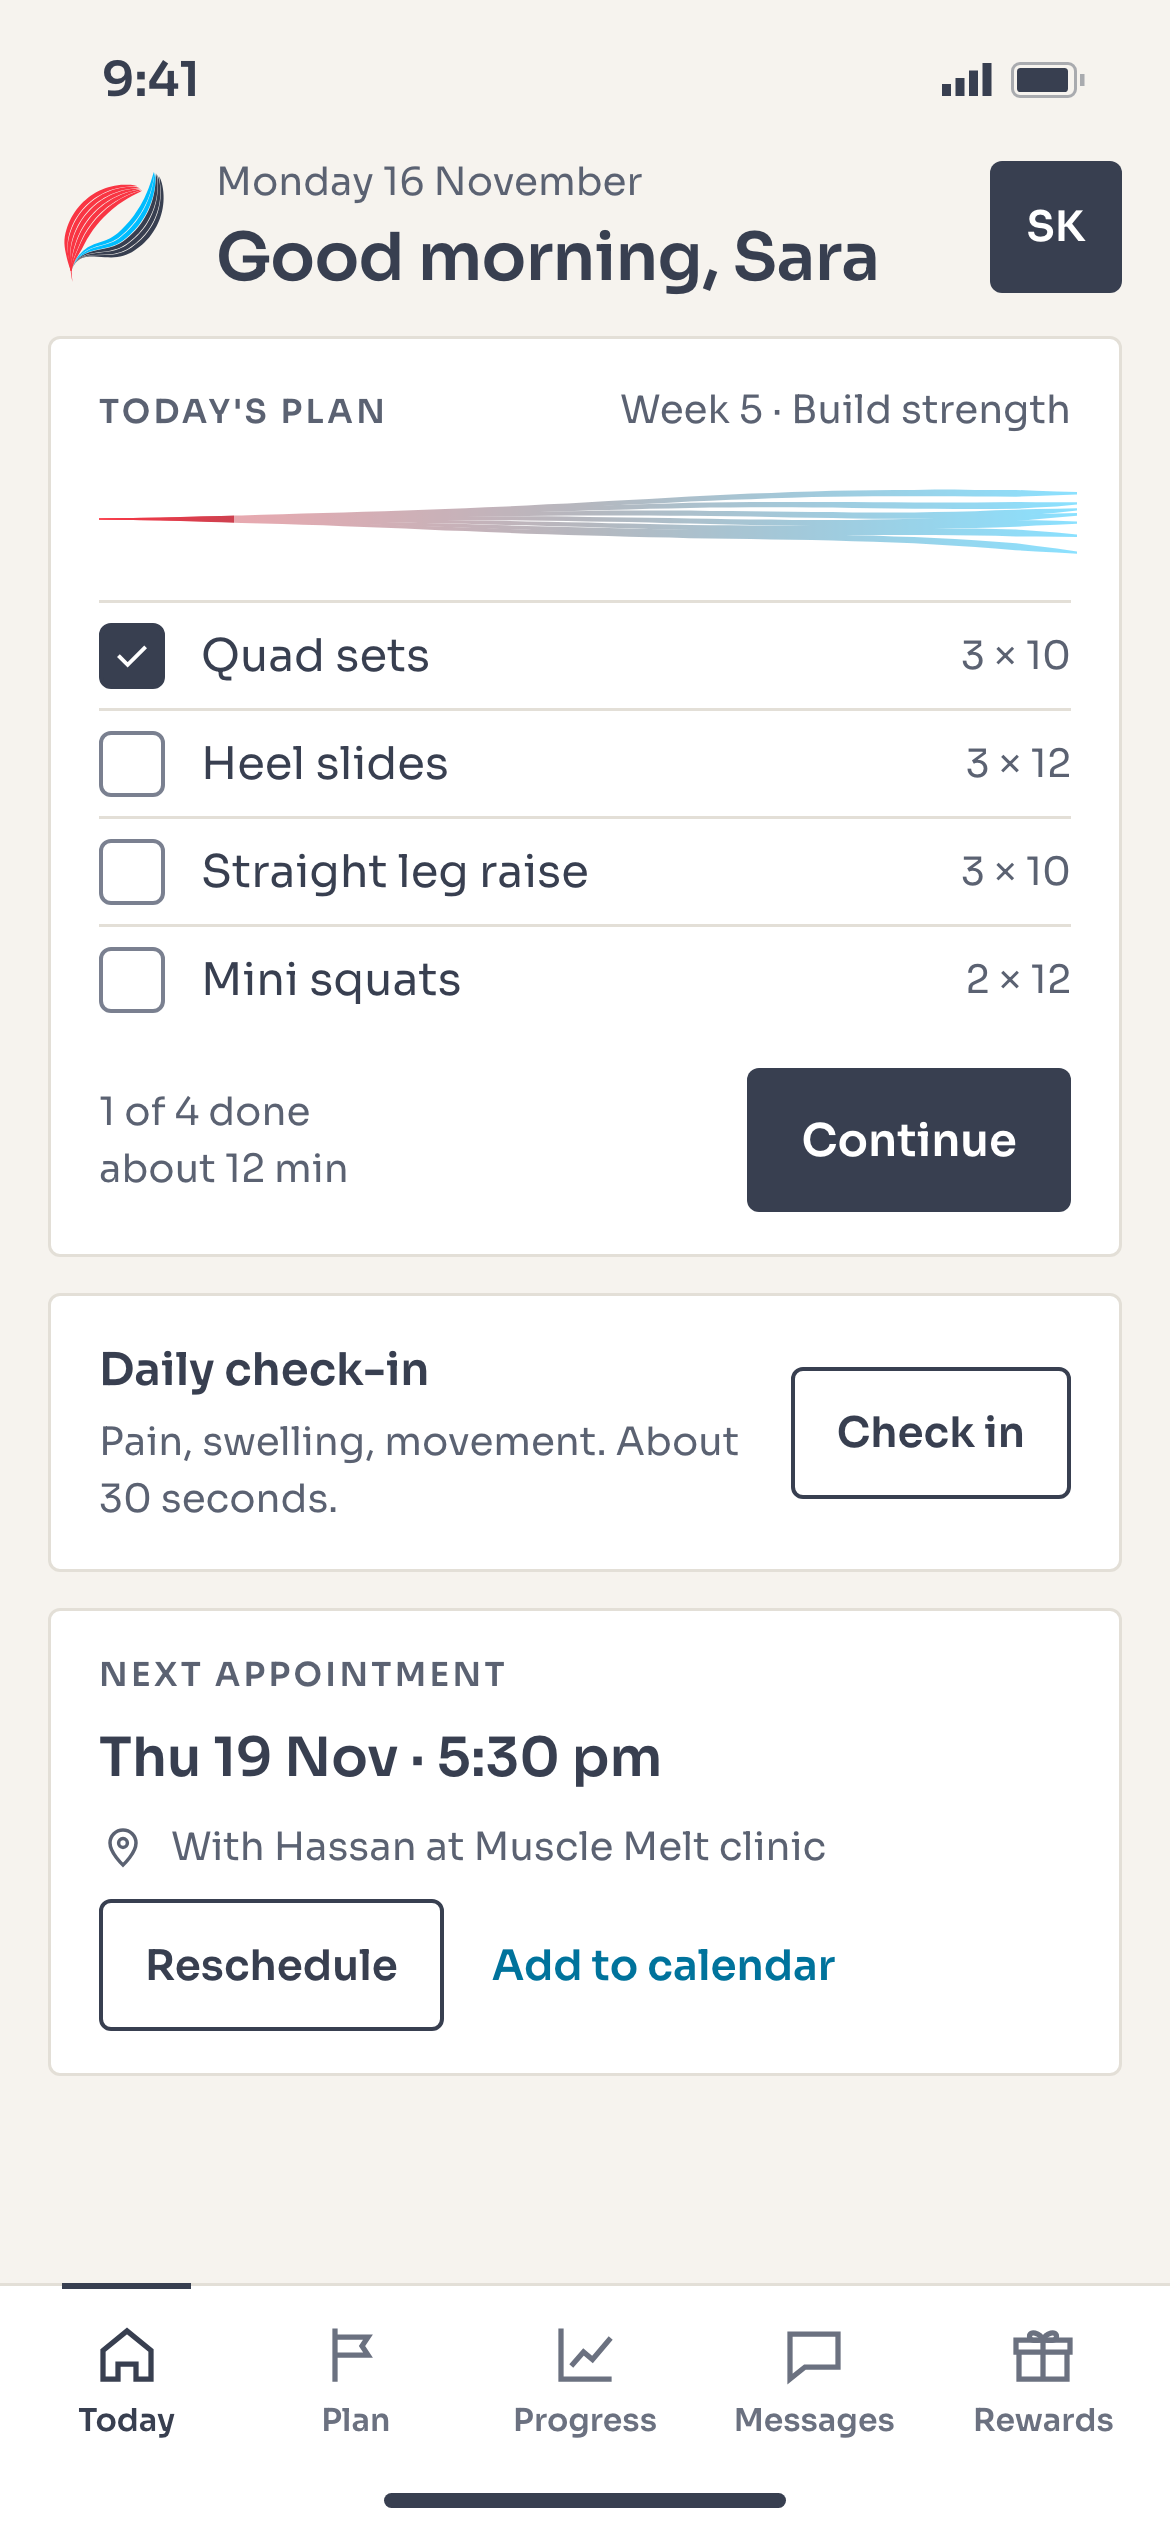 9:41
Monday 16 November
Good morning, Sara
SK
TODAY'S PLAN
Week 5 · Build strength
Quad sets
3 × 10
Heel slides
3 × 12
Straight leg raise
3 × 10
Mini squats
2 × 12
1 of 4 done
about 12 min
Continue
Daily check-in
Pain, swelling, movement. About
30 seconds.
Check in
NEXT APPOINTMENT
Thu 19 Nov · 5:30 pm
With Hassan at Muscle Melt clinic
Reschedule
Add to calendar
Today
Plan
Progress
Messages
Rewards